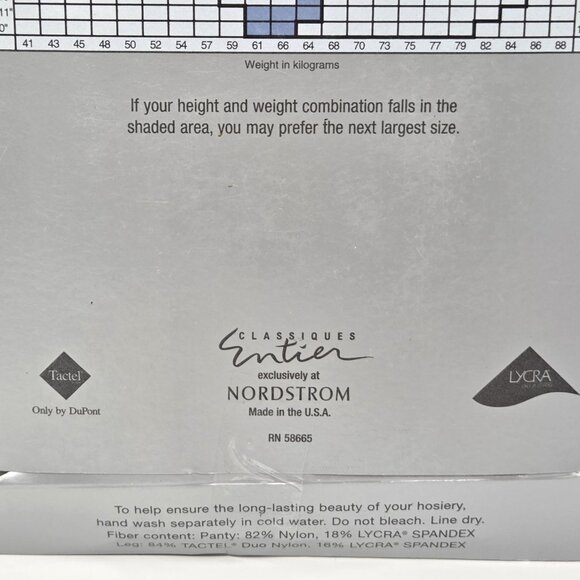 11"
0"
41 43 45 48 50 52 54 57 59 61 66 64 68 70 73 75 77 79 82 84 86 88
Weight in kilograms
If your height and weight combination falls in the
shaded area, you may prefer the next largest size.
CLASSIQUES
Entier
exclusively at
NORDSTROM
Made in the U.S.A.
RN 58665
Tactel®
Only by DuPont
LYCRA
To help ensure the long-lasting beauty of your hosiery,
hand wash separately in cold water. Do not bleach. Line dry.
Fiber content: Panty: 82% Nylon, 18% LYCRA® SPANDEX
Leg: 84% TACTEL® Duo Nylon, 16% LYCRA® SPANDEX